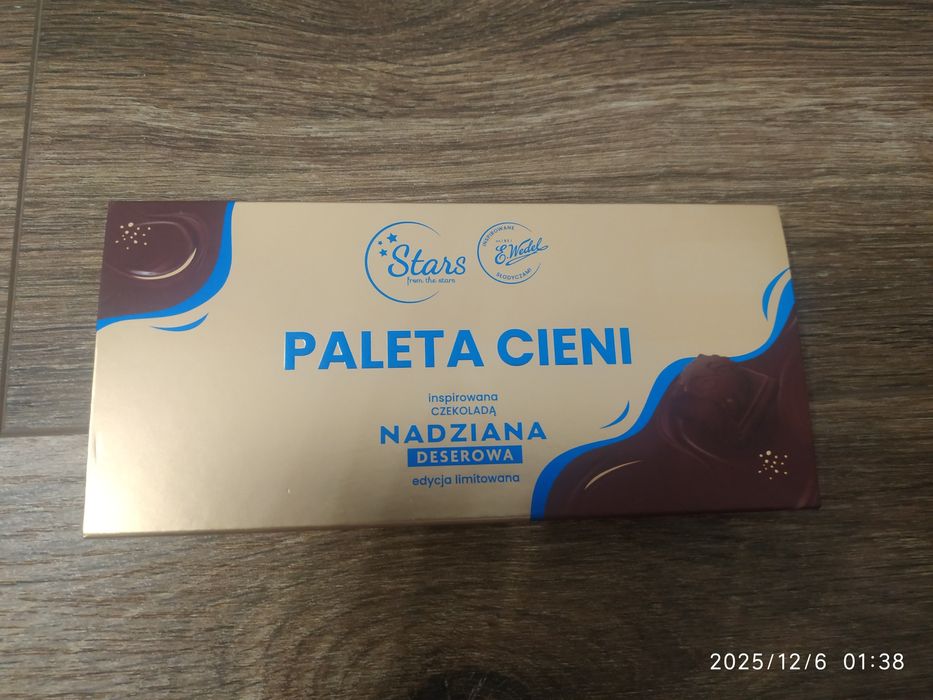 Stars
from the stars
INSPIROWANE
E.Wedel
SŁODYCZAMI
PALETA CIENI
inspirowana
CZEKOLADĄ
NADZIANA
DESEROWA
edycja limitowana
2025/12/6 01:38